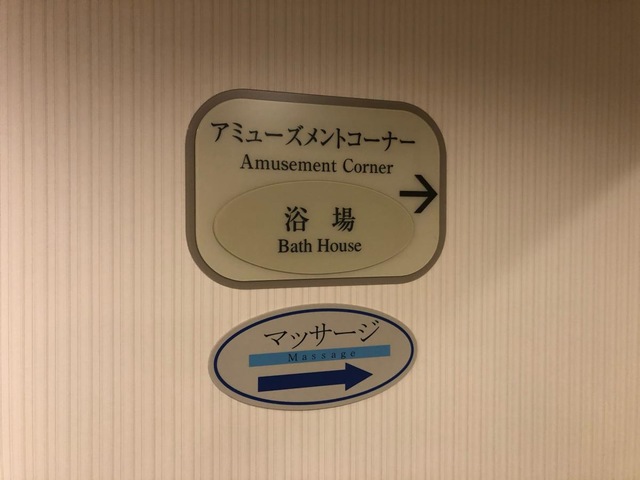 アミューズメントコーナー
Amusement Corner
浴場
Bath House
マッサージ
Massage